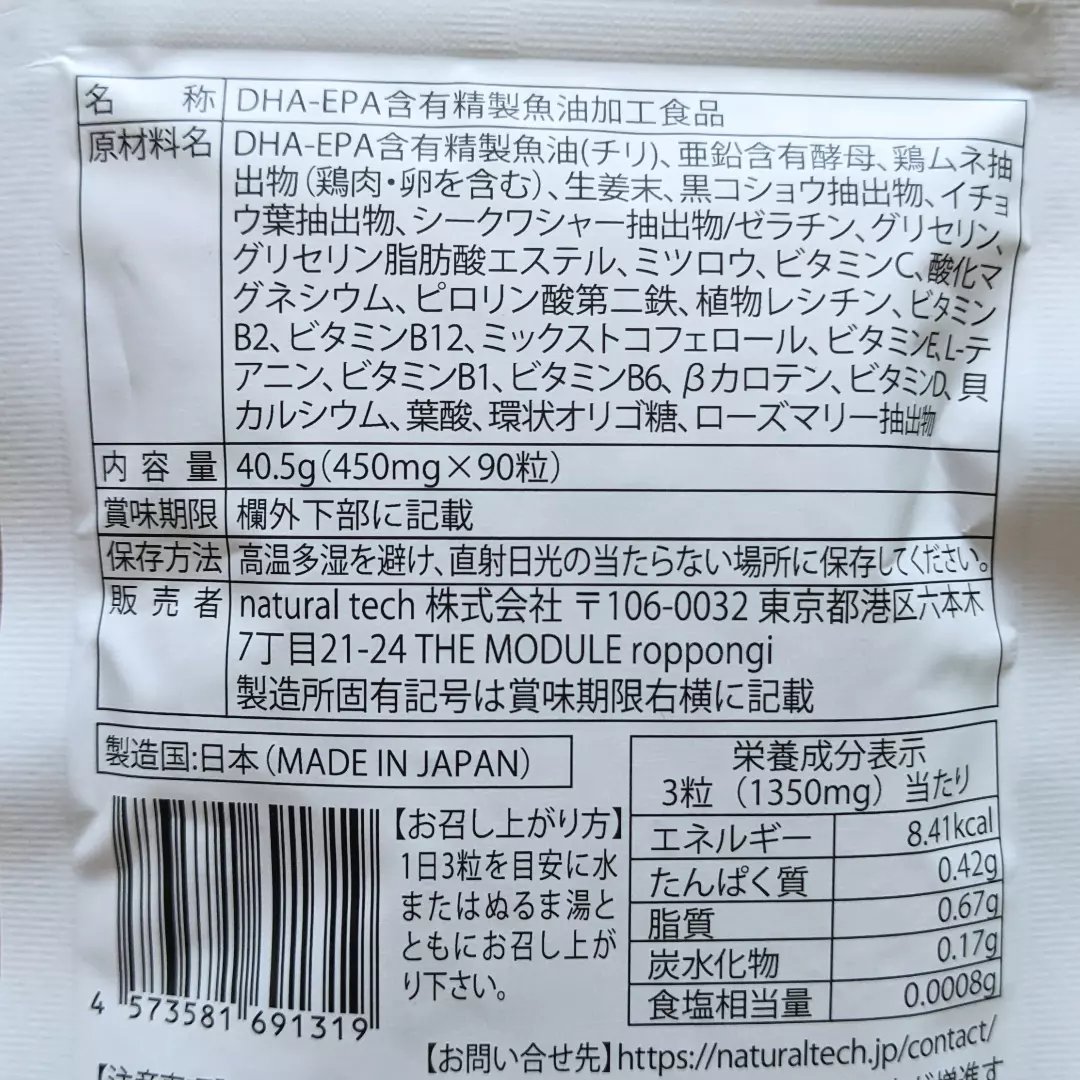 名 称 DHA-EPA含有精製魚油加工食品
原材料名 DHA-EPA含有精製魚油(チリ)、亜鉛含有酵母、鶏ムネ抽
出物(鶏肉・卵を含む)、生姜末、黒コショウ抽出物、イチョ
ウ葉抽出物、シークワシャー抽出物/ゼラチン、グリセリン、
グリセリン脂肪酸エステル、ミツロウ、ビタミンC、酸化マ
グネシウム、ピロリン酸第二鉄、植物レシチン、ビタミン
B2、ビタミンB12、ミックストコフェロール、ビタミンE、L-テ
アニン、ビタミンB1、ビタミンB6、βカロテン、ビタミンD、貝
カルシウム、葉酸、環状オリゴ糖、ローズマリー抽出物
内容量 40.5g(450mg×90粒)
賞味期限 欄外下部に記載
保存方法 高温多湿を避け、直射日光の当たらない場所に保存してください。
販売者 natural tech 株式会社 〒106-0032 東京都港区六本木
7丁目21-24 THE MODULE roppongi
製造所固有記号は賞味期限右横に記載
製造国:日本(MADE IN JAPAN)
4 573581 691319
【お召し上がり方】
1日3粒を目安に水
またはぬるま湯と
ともにお召し上が
り下さい。
栄養成分表示
3粒(1350mg)当たり
エネルギー 8.41kcal
たんぱく質 0.42g
脂質 0.67g
炭水化物 0.17g
食塩相当量 0.0008g
【お問い合せ先】https://naturaltech.jp/contact/